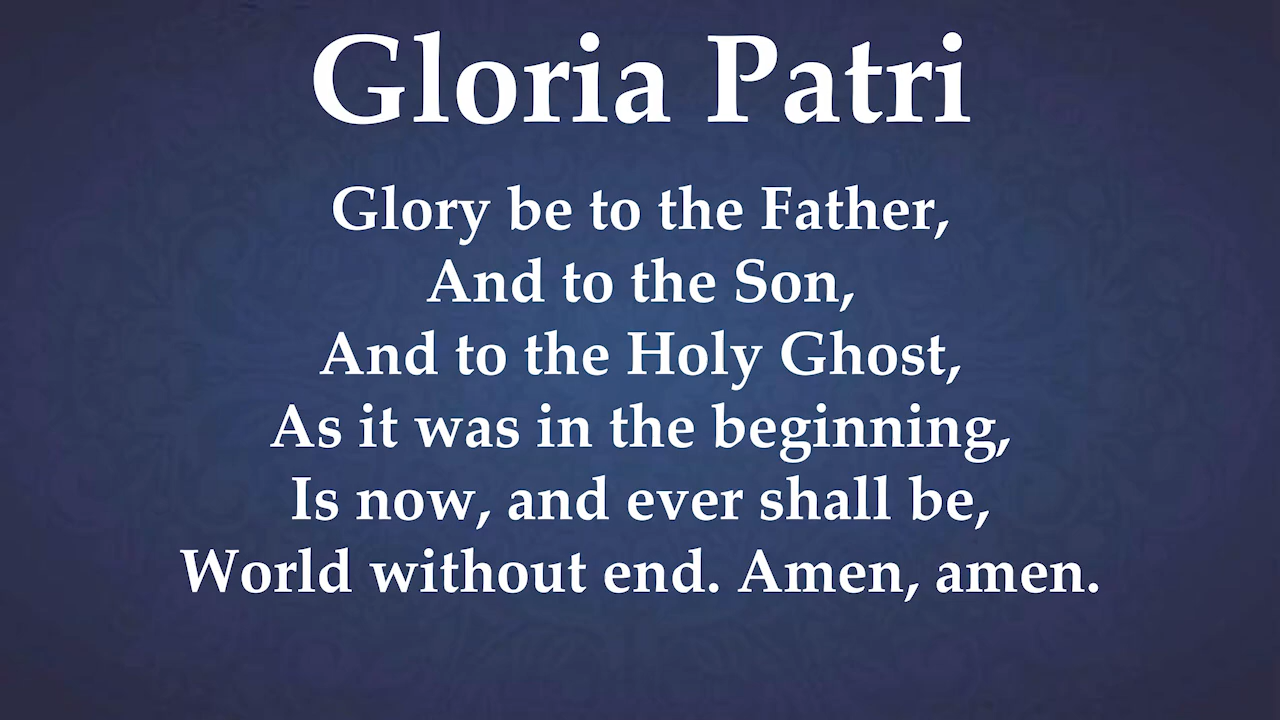 Gloria Patri
Glory be to the Father,
And to the Son,
And to the Holy Ghost,
As it was in the beginning,
Is now, and ever shall be,
World without end. Amen, amen.